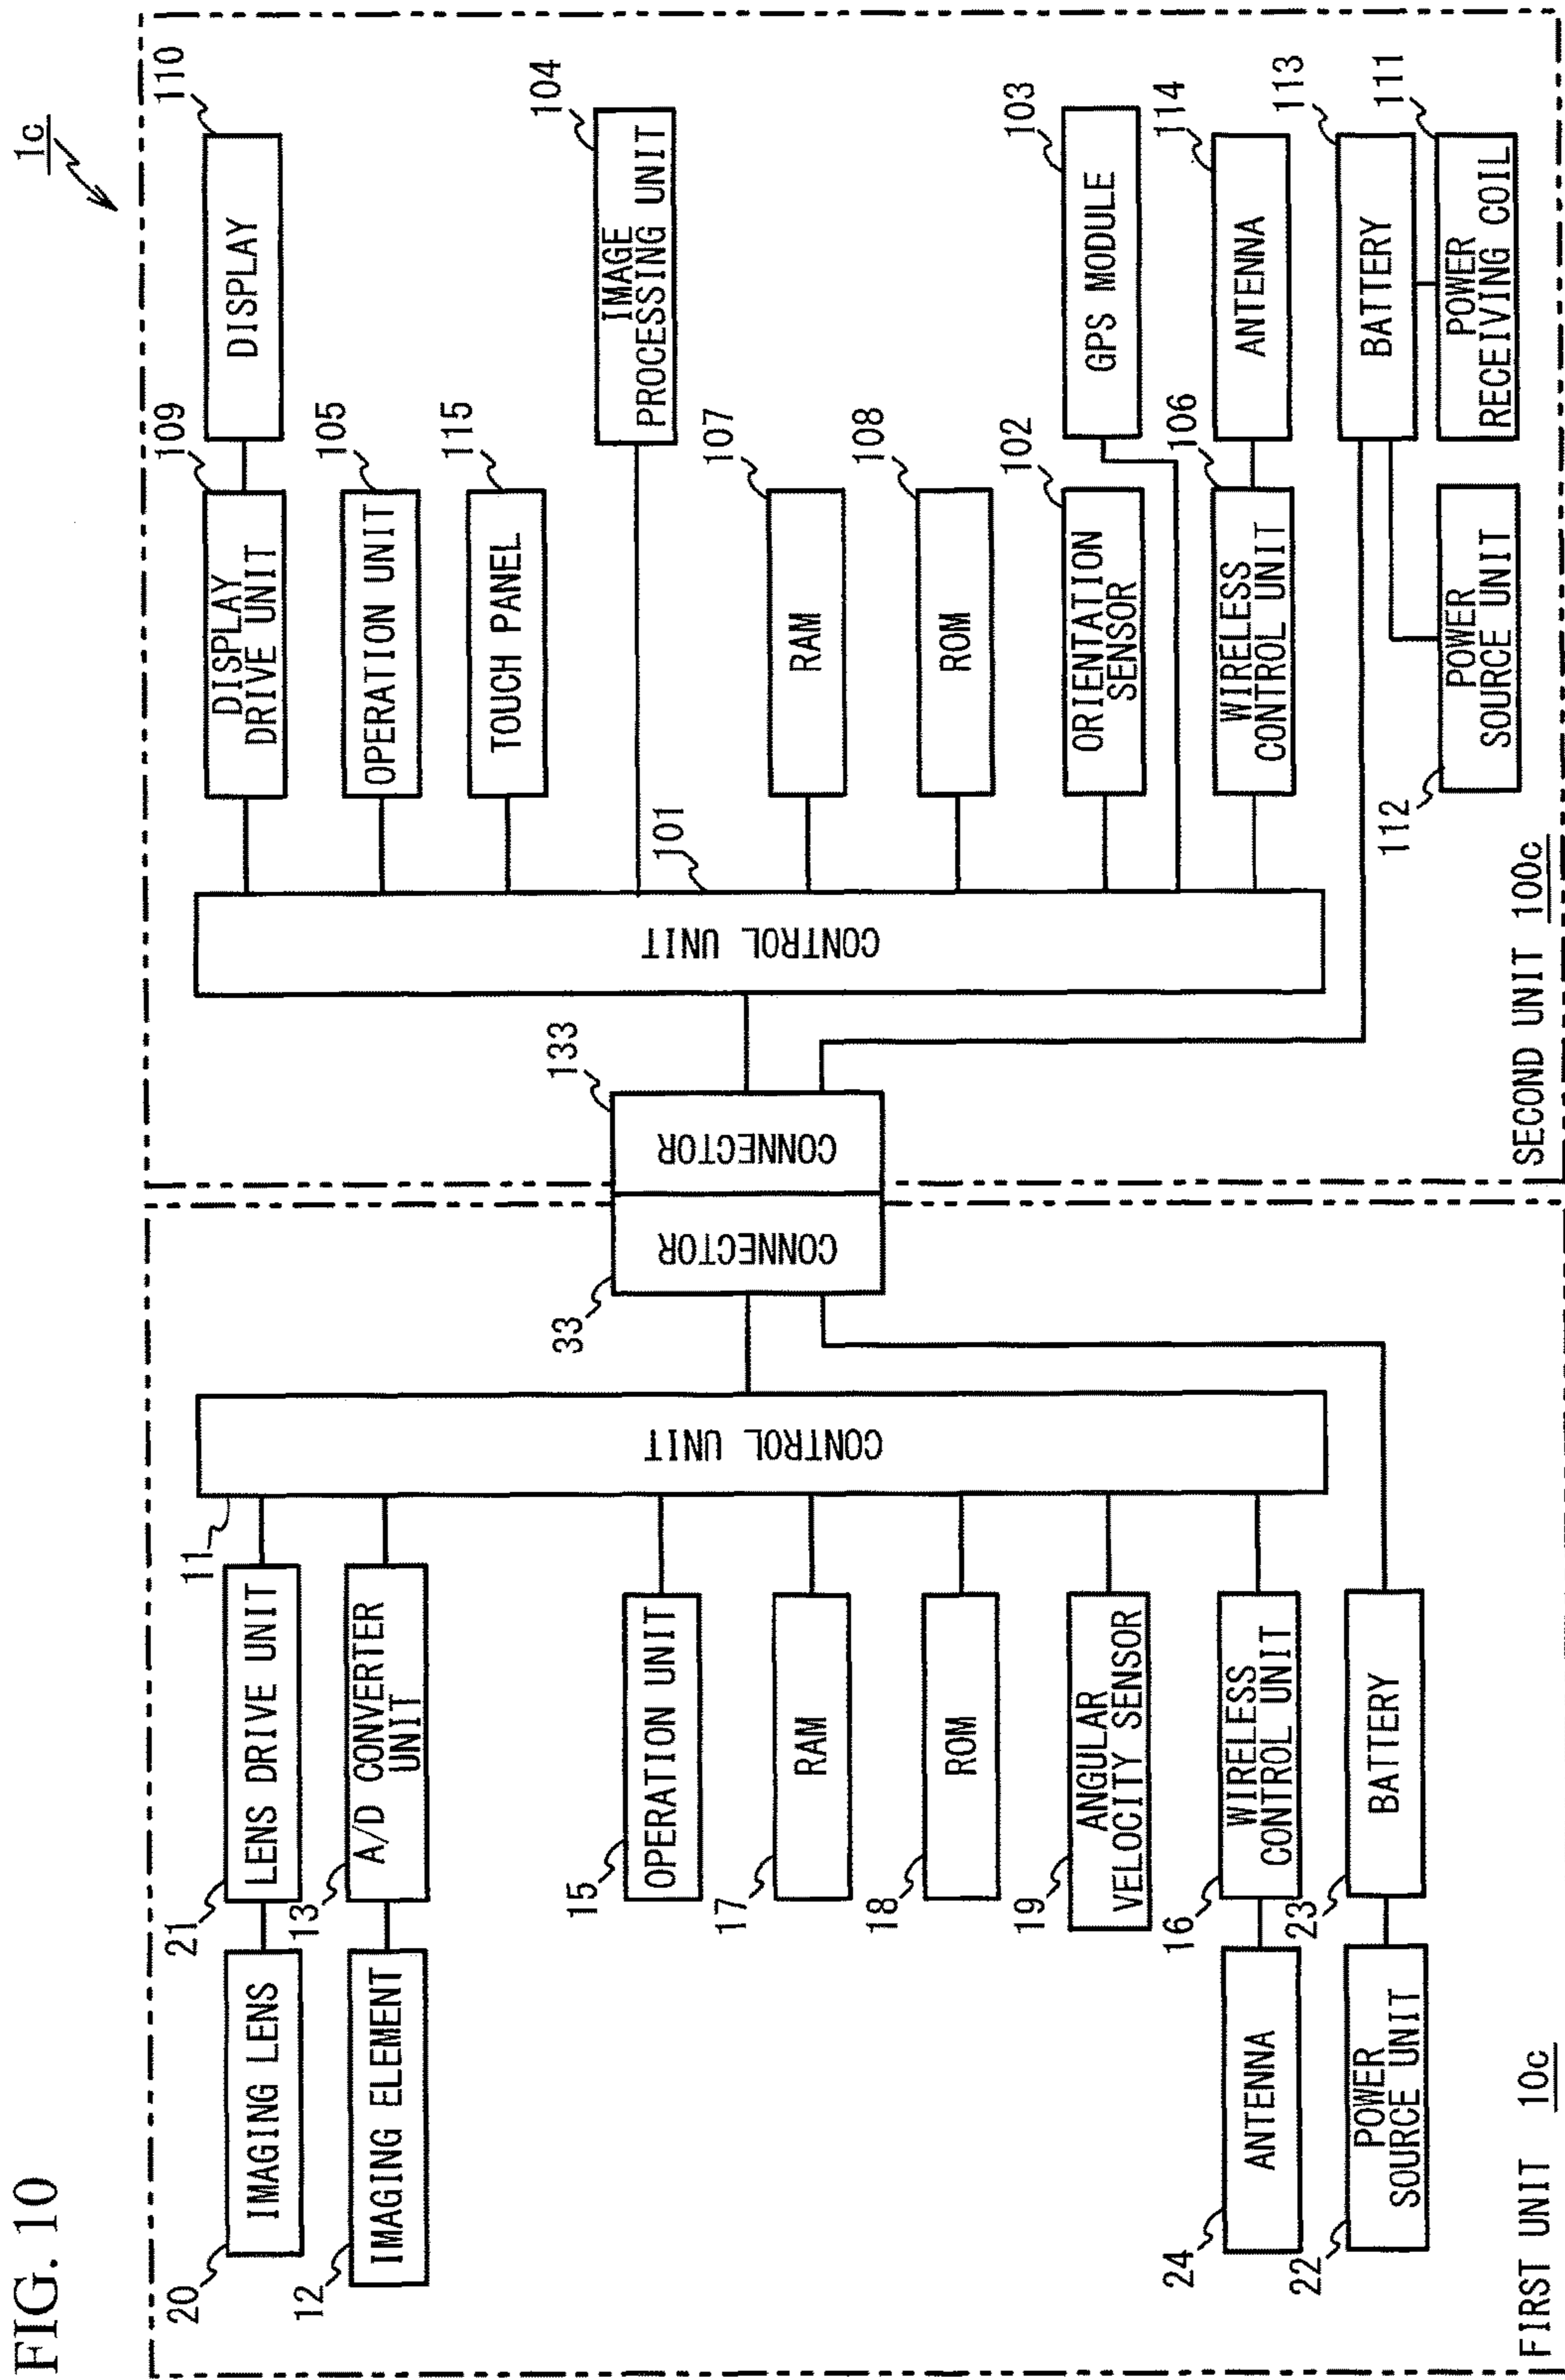 FIG. 10
1c
20
IMAGING LENS
21
LENS DRIVE UNIT
11
12
IMAGING ELEMENT
13
A/D CONVERTER
UNIT
15
OPERATION UNIT
17
RAM
18
ROM
19
ANGULAR
VELOCITY SENSOR
24
ANTENNA
16
WIRELESS
CONTROL UNIT
22
POWER
SOURCE UNIT
23
BATTERY
CONTROL UNIT
33
CONNECTOR
FIRST UNIT 10c
133
CONNECTOR
CONTROL UNIT
101
109
DISPLAY
DRIVE UNIT
110
DISPLAY
105
OPERATION UNIT
115
TOUCH PANEL
104
IMAGE
PROCESSING UNIT
107
RAM
108
ROM
102
ORIENTATION
SENSOR
103
GPS MODULE
106
WIRELESS
CONTROL UNIT
114
ANTENNA
113
BATTERY
112
POWER
SOURCE UNIT
111
POWER
RECEIVING COIL
SECOND UNIT 100c